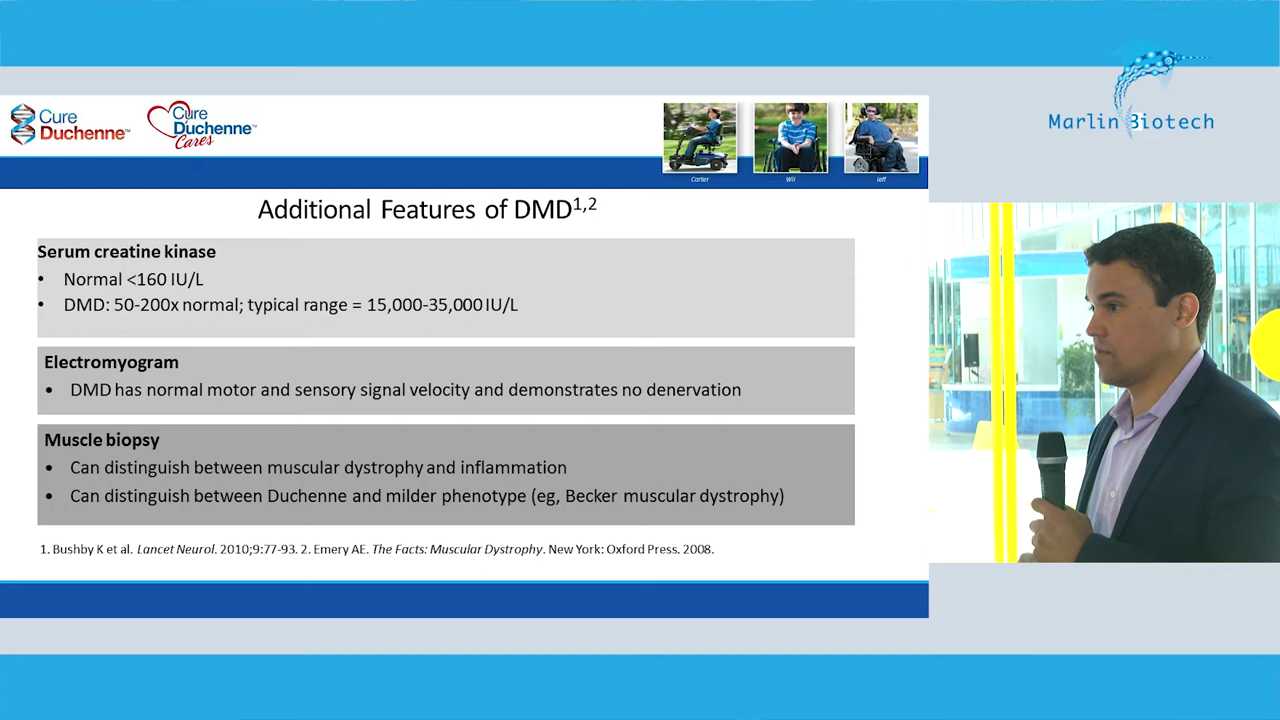 Cure
Duchenne™
Cure
Duchenne™
Cares
Carter
Wil
Jeff
Marlin Biotech
Additional Features of DMD1,2
Serum creatine kinase
• Normal <160 IU/L
• DMD: 50-200x normal; typical range = 15,000-35,000 IU/L
Electromyogram
• DMD has normal motor and sensory signal velocity and demonstrates no denervation
Muscle biopsy
• Can distinguish between muscular dystrophy and inflammation
• Can distinguish between Duchenne and milder phenotype (eg, Becker muscular dystrophy)
1. Bushby K et al. Lancet Neurol. 2010;9:77-93. 2. Emery AE. The Facts: Muscular Dystrophy. New York: Oxford Press. 2008.